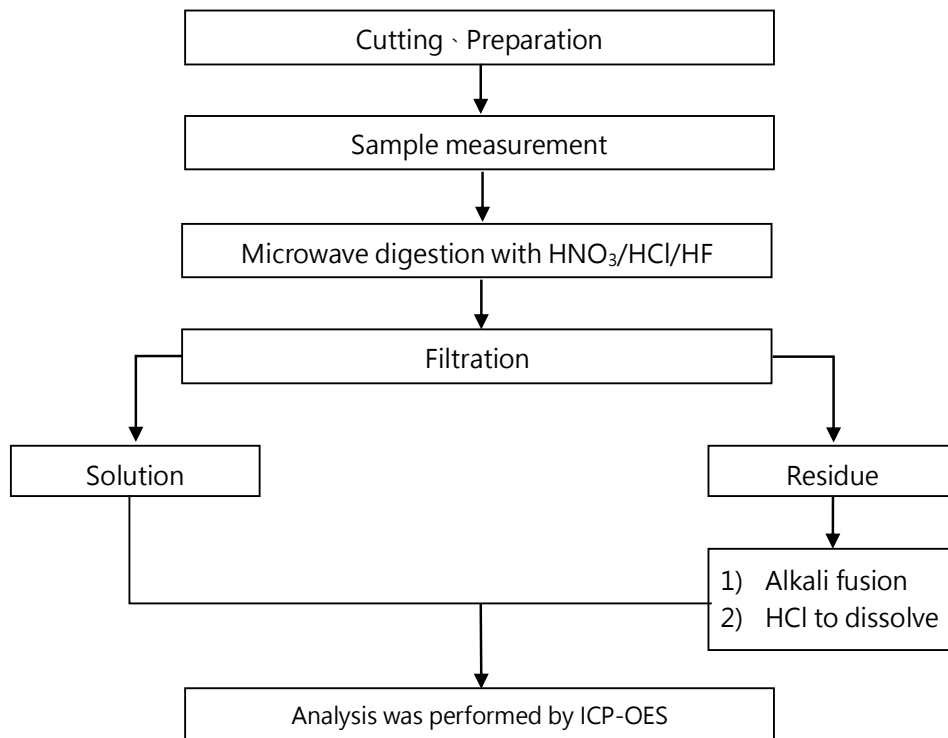 Cutting、Preparation
Sample measurement
Microwave digestion with HNO₃/HCl/HF
Filtration
Solution
Residue
1) Alkali fusion
2) HCl to dissolve
Analysis was performed by ICP-OES